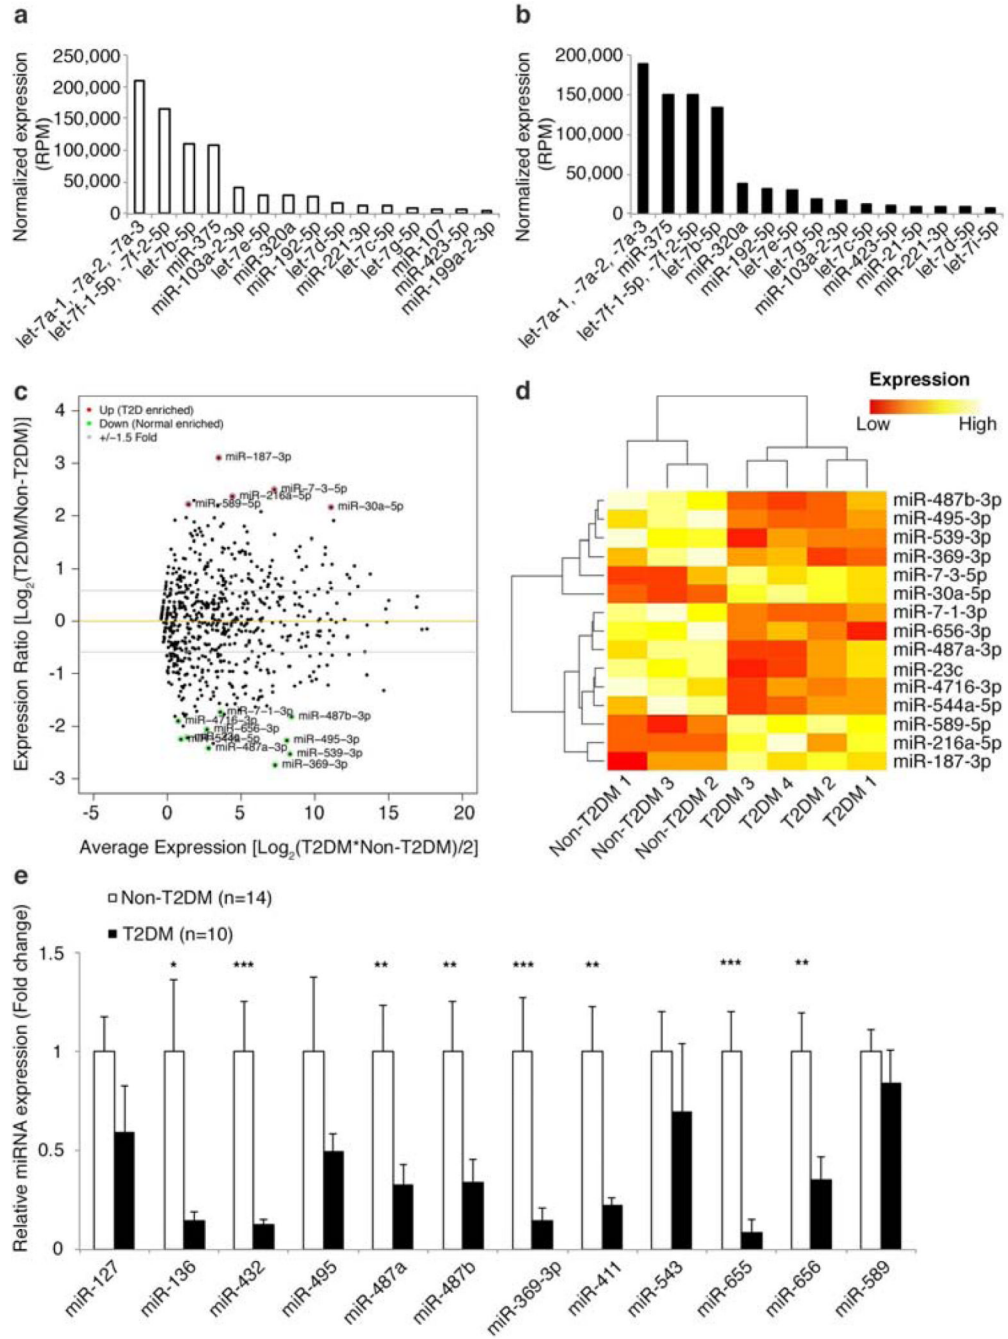 a
Normalized expression
(RPM)
250,000
200,000
150,000
100,000
50,000
0
let-7a-1, -7a-2, -7a-3
let-7f-1-5p, -7f-2-5p
let-7b-5p
miR-375
miR-103a-2-3p
let-7e-5p
miR-320a
miR-192-5p
let-7d-5p
miR-221-3p
let-7c-5p
let-7g-5p
miR-107
miR-423-5p
miR-199a-2-3p
b
Normalized expression
(RPM)
200,000
150,000
100,000
50,000
0
let-7a-1, -7a-2, -7a-3
miR-375
let-7f-1-5p, -7f-2-5p
let-7b-5p
miR-320a
miR-192-5p
let-7e-5p
let-7g-5p
miR-103a-2-3p
let-7c-5p
miR-423-5p
miR-21-5p
miR-221-3p
let-7d-5p
let-7i-5p
c
Expression Ratio [Log2(T2DM/Non-T2DM)]
4
3
2
1
0
-1
-2
-3
Up (T2D enriched)
Down (Normal enriched)
+/−1.5 Fold
miR−187−3p
miR−7−3−5p
miR−216a−5p
miR−589−5p
miR−30a−5p
miR−7−1−3p
miR−487b−3p
miR−4716−3p
miR−656−3p
miR−495−3p
miR−487a−3p
miR−539−3p
miR−369−3p
-5
0
5
10
15
20
Average Expression [Log2(T2DM*Non-T2DM)/2]
d
Expression
Low
High
miR-487b-3p
miR-495-3p
miR-539-3p
miR-369-3p
miR-7-3-5p
miR-30a-5p
miR-7-1-3p
miR-656-3p
miR-487a-3p
miR-23c
miR-4716-3p
miR-544a-5p
miR-589-5p
miR-216a-5p
miR-187-3p
Non-T2DM 1
Non-T2DM 3
Non-T2DM 2
T2DM 3
T2DM 4
T2DM 2
T2DM 1
e
Non-T2DM (n=14)
T2DM (n=10)
Relative miRNA expression (Fold change)
1.5
1
0.5
0
*
***
**
**
***
**
***
**
miR-127
miR-136
miR-432
miR-495
miR-487a
miR-487b
miR-369-3p
miR-411
miR-543
miR-655
miR-656
miR-589